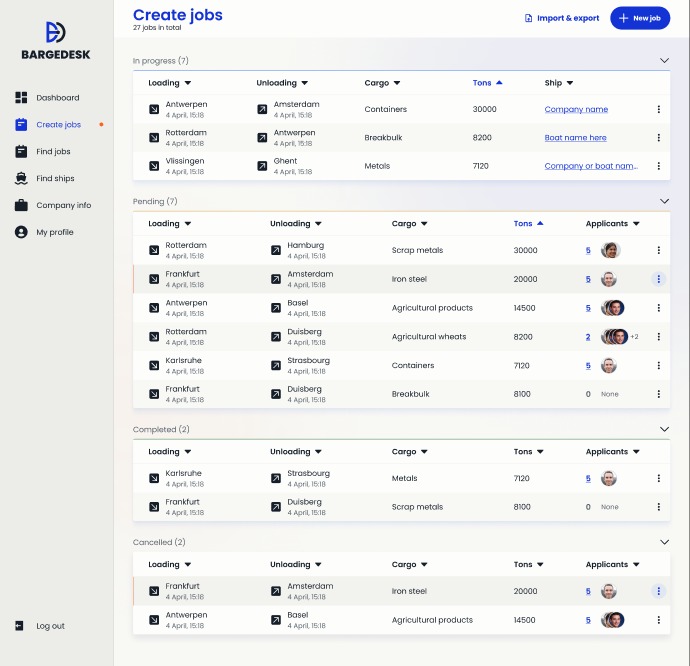 BARGEDESK
Dashboard
Create jobs
Find jobs
Find ships
Company info
My profile
Log out
Create jobs
27 jobs in total
Import & export
New job
In progress (7)
Loading Unloading Cargo Tons Ship
Antwerpen Amsterdam Containers 30000 Company name
4 April, 15:18 4 April, 15:18
Rotterdam Antwerpen Breakbulk 8200 Boat name here
4 April, 15:18 4 April, 15:18
Vlissingen Ghent Metals 7120 Company or boat nam...
4 April, 15:18 4 April, 15:18
Pending (7)
Loading Unloading Cargo Tons Applicants
Rotterdam Hamburg Scrap metals 30000 5
4 April, 15:18 4 April, 15:18
Frankfurt Amsterdam Iron steel 20000 5
4 April, 15:18 4 April, 15:18
Antwerpen Basel Agricultural products 14500 5
4 April, 15:18 4 April, 15:18
Rotterdam Duisberg Agricultural wheats 8200 2 +2
4 April, 15:18 4 April, 15:18
Karlsruhe Strasbourg Containers 7120 5
4 April, 15:18 4 April, 15:18
Frankfurt Duisberg Breakbulk 8100 0 None
4 April, 15:18 4 April, 15:18
Completed (2)
Loading Unloading Cargo Tons Applicants
Karlsruhe Strasbourg Metals 7120 5
4 April, 15:18 4 April, 15:18
Frankfurt Duisberg Scrap metals 8100 0 None
4 April, 15:18 4 April, 15:18
Cancelled (2)
Loading Unloading Cargo Tons Applicants
Frankfurt Amsterdam Iron steel 20000 5
4 April, 15:18 4 April, 15:18
Antwerpen Basel Agricultural products 14500 5
4 April, 15:18 4 April, 15:18